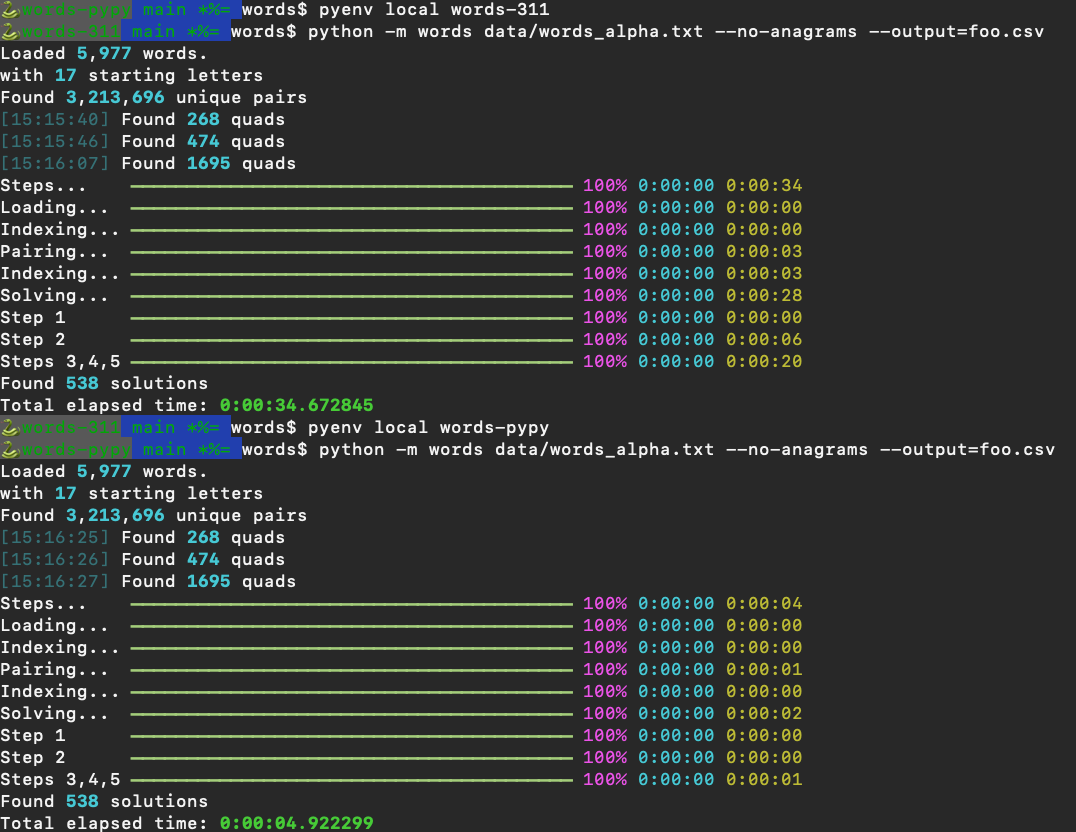 words-pypy main *%= words$ pyenv local words-311
words-311 main *%= words$ python -m words data/words_alpha.txt --no-anagrams --output=foo.csv
Loaded 5,977 words.
with 17 starting letters
Found 3,213,696 unique pairs
[15:15:40] Found 268 quads
[15:15:46] Found 474 quads
[15:16:07] Found 1695 quads
Steps... 100% 0:00:00 0:00:34
Loading... 100% 0:00:00 0:00:00
Indexing... 100% 0:00:00 0:00:00
Pairing... 100% 0:00:00 0:00:03
Indexing... 100% 0:00:00 0:00:03
Solving... 100% 0:00:00 0:00:28
Step 1 100% 0:00:00 0:00:00
Step 2 100% 0:00:00 0:00:06
Steps 3,4,5 100% 0:00:00 0:00:20
Found 538 solutions
Total elapsed time: 0:00:34.672845
words-311 main *%= words$ pyenv local words-pypy
words-pypy main *%= words$ python -m words data/words_alpha.txt --no-anagrams --output=foo.csv
Loaded 5,977 words.
with 17 starting letters
Found 3,213,696 unique pairs
[15:16:25] Found 268 quads
[15:16:26] Found 474 quads
[15:16:27] Found 1695 quads
Steps... 100% 0:00:00 0:00:04
Loading... 100% 0:00:00 0:00:00
Indexing... 100% 0:00:00 0:00:00
Pairing... 100% 0:00:00 0:00:01
Indexing... 100% 0:00:00 0:00:00
Solving... 100% 0:00:00 0:00:02
Step 1 100% 0:00:00 0:00:00
Step 2 100% 0:00:00 0:00:00
Steps 3,4,5 100% 0:00:00 0:00:01
Found 538 solutions
Total elapsed time: 0:00:04.922299